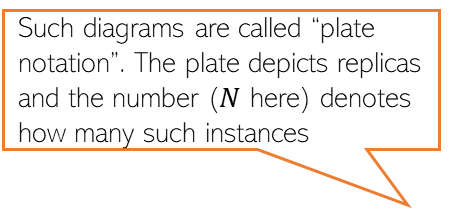 Such diagrams are called “plate
notation”. The plate depicts replicas
and the number (N here) denotes
how many such instances